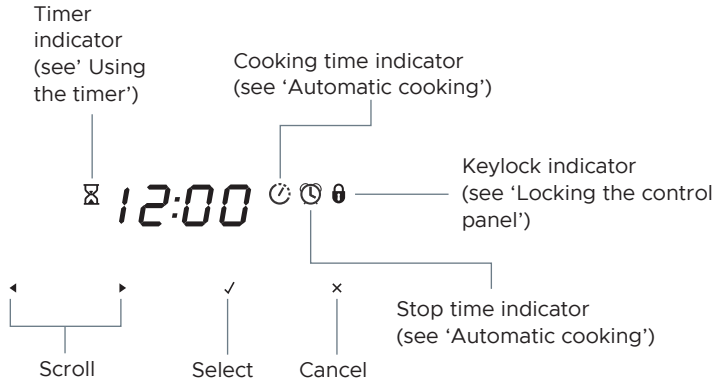 Timer
indicator
(see’ Using
the timer’)
Cooking time indicator
(see ‘Automatic cooking’)
12:00
Keylock indicator
(see ‘Locking the control
panel’)
Stop time indicator
(see ‘Automatic cooking’)
Scroll
Select
Cancel